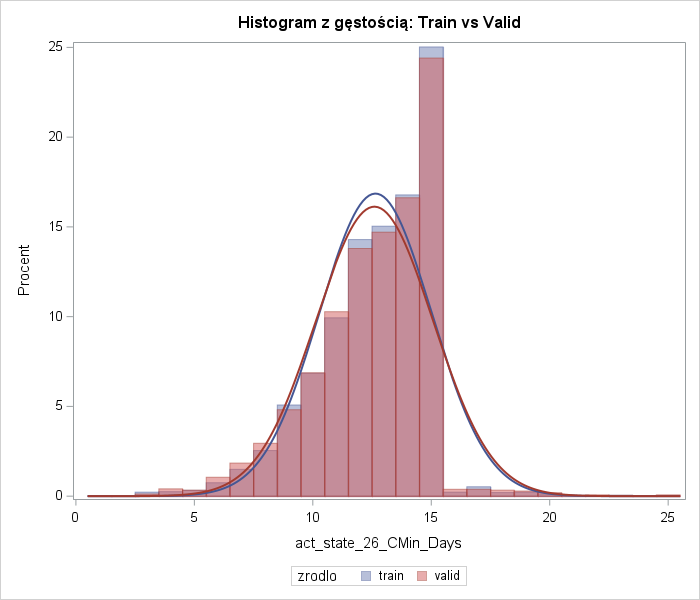 Histogram z gęstością: Train vs Valid
25
20
15
10
5
0
Procent
0 5 10 15 20 25
act_state_26_CMin_Days
zrodlo train valid